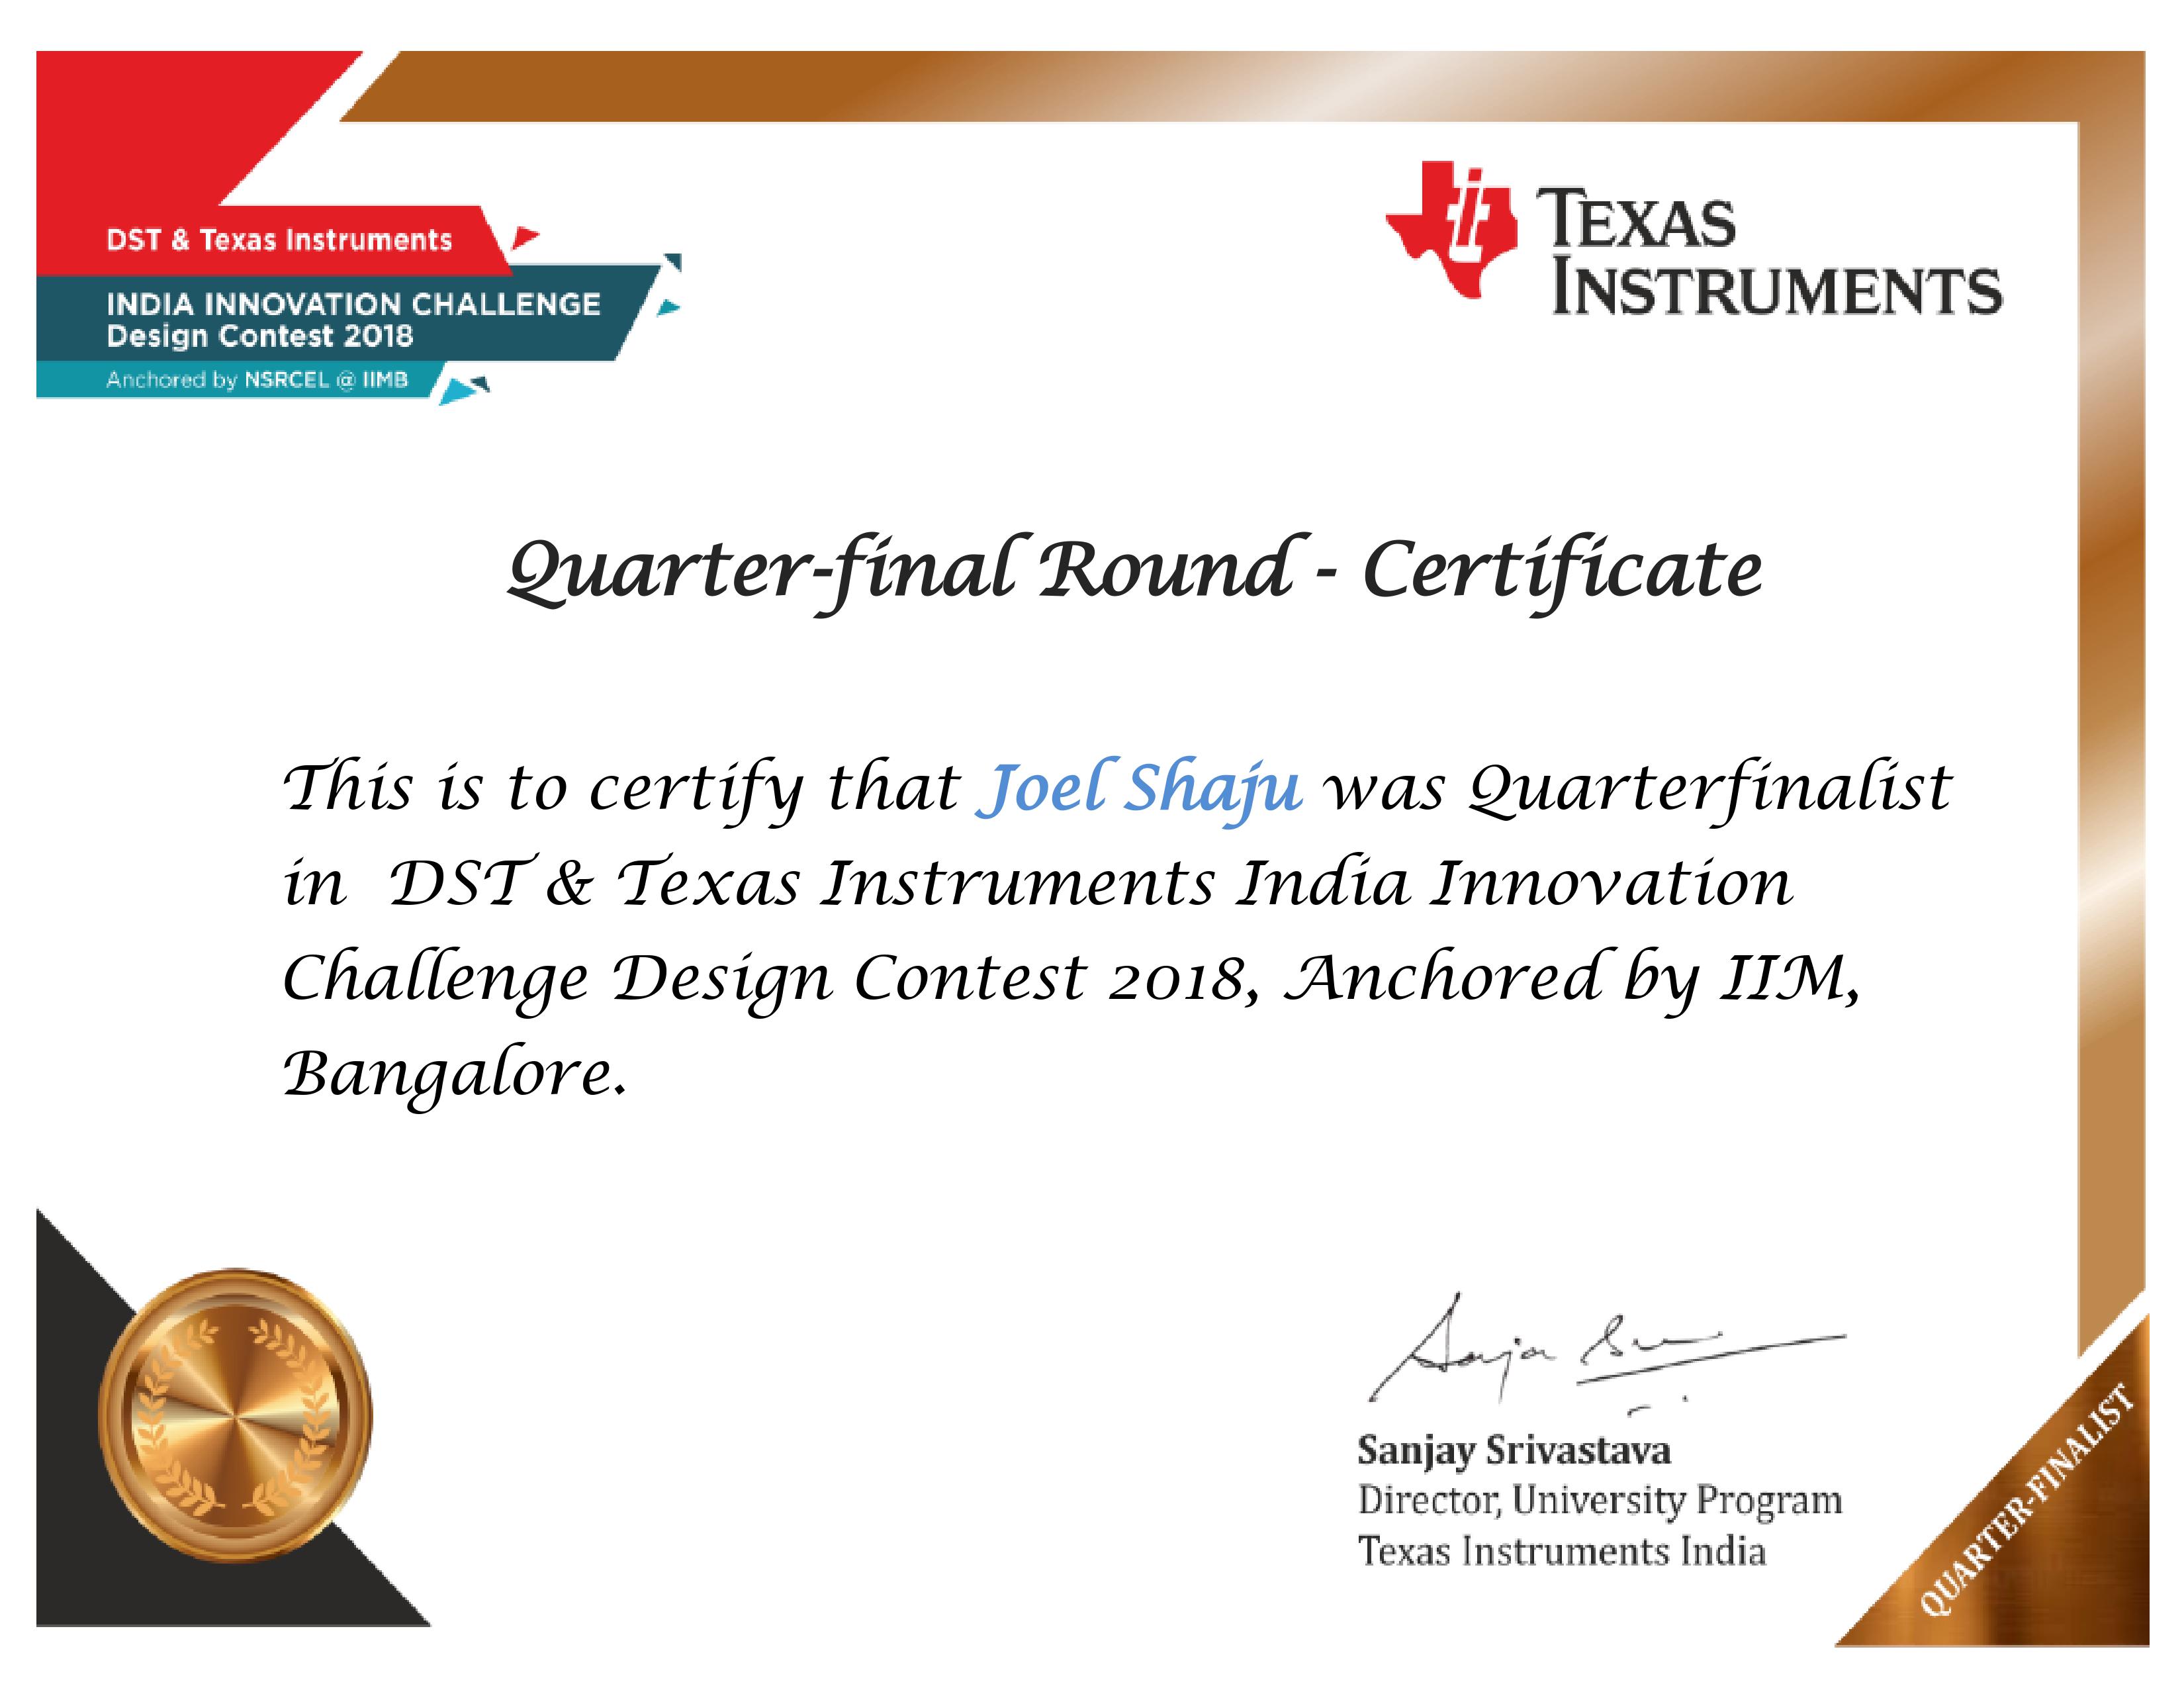 DST & Texas Instruments
INDIA INNOVATION CHALLENGE
Design Contest 2018
Anchored by NSRCEL @ IIMB
TEXAS
INSTRUMENTS
Quarter-final Round - Certificate
This is to certify that Joel Shaju was Quarterfinalist
in DST & Texas Instruments India Innovation
Challenge Design Contest 2018, Anchored by IIM,
Bangalore.
Sanjay Srivastava
Director, University Program
Texas Instruments India
QUARTER-FINALIST